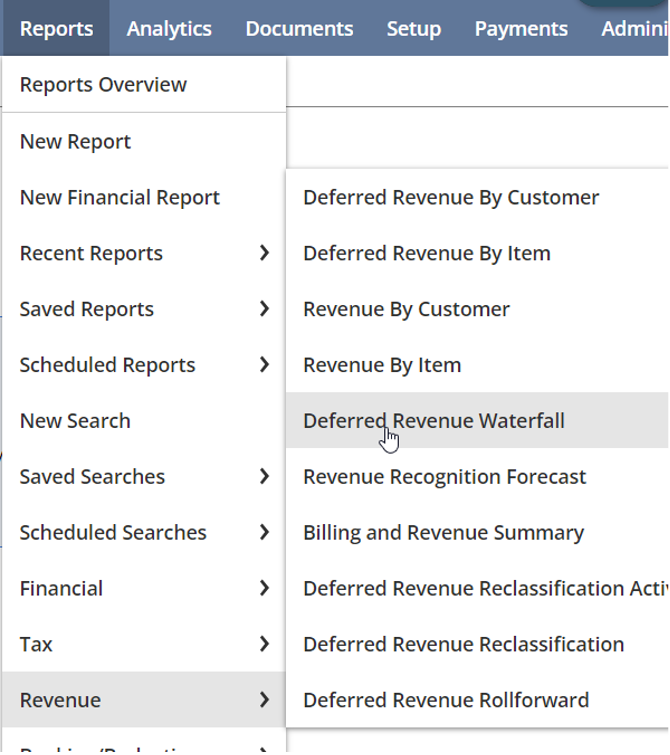 Reports Analytics Documents Setup Payments
Reports Overview
New Report
New Financial Report
Recent Reports
Saved Reports
Scheduled Reports
New Search
Saved Searches
Scheduled Searches
Financial
Tax
Revenue
Deferred Revenue By Customer
Deferred Revenue By Item
Revenue By Customer
Revenue By Item
Deferred Revenue Waterfall
Revenue Recognition Forecast
Billing and Revenue Summary
Deferred Revenue Reclassification
Deferred Revenue Reclassification
Deferred Revenue Rollforward